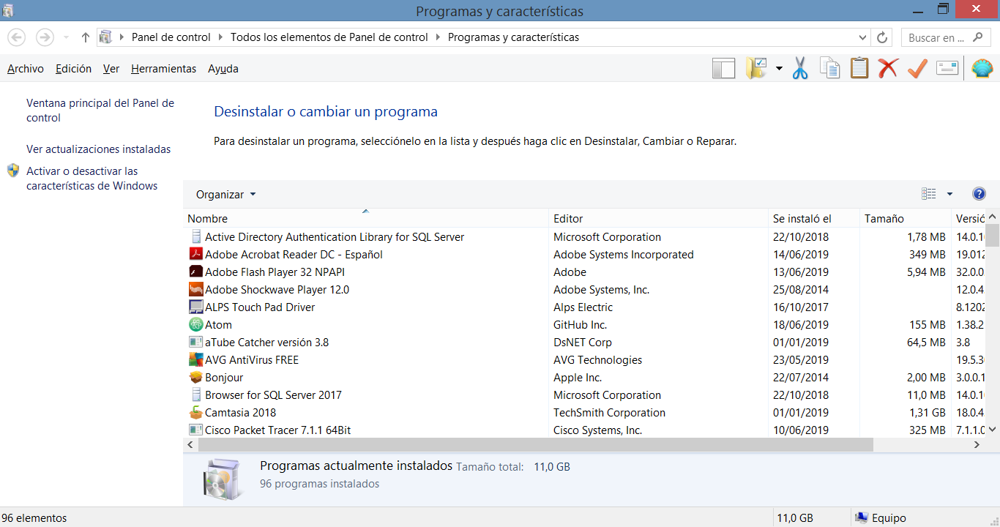 Programas y características
Panel de control Todos los elementos de Panel de control Programas y características
Buscar en ...
Archivo Edición Ver Herramientas Ayuda
Ventana principal del Panel de
control
Ver actualizaciones instaladas
Activar o desactivar las
características de Windows
Desinstalar o cambiar un programa
Para desinstalar un programa, selecciónelo en la lista y después haga clic en Desinstalar, Cambiar o Reparar.
Organizar
Nombre Editor Se instaló el Tamaño Versió
Active Directory Authentication Library for SQL Server Microsoft Corporation 22/10/2018 1,78 MB 14.0.1
Adobe Acrobat Reader DC - Español Adobe Systems Incorporated 14/06/2019 349 MB 19.012
Adobe Flash Player 32 NPAPI Adobe 13/06/2019 5,94 MB 32.0.0
Adobe Shockwave Player 12.0 Adobe Systems, Inc. 25/08/2014 12.0.4
ALPS Touch Pad Driver Alps Electric 16/10/2017 8.1202
Atom GitHub Inc. 18/06/2019 155 MB 1.38.2
aTube Catcher versión 3.8 DsNET Corp 01/01/2019 64,5 MB 3.8
AVG AntiVirus FREE AVG Technologies 23/05/2019 19.5.3
Bonjour Apple Inc. 22/07/2014 2,00 MB 3.0.0.1
Browser for SQL Server 2017 Microsoft Corporation 22/10/2018 11,0 MB 14.0.1
Camtasia 2018 TechSmith Corporation 01/01/2019 1,31 GB 18.0.4
Cisco Packet Tracer 7.1.1 64Bit Cisco Systems, Inc. 10/06/2019 325 MB 7.1.1.0
Programas actualmente instalados Tamaño total: 11,0 GB
96 programas instalados
96 elementos 11,0 GB Equipo